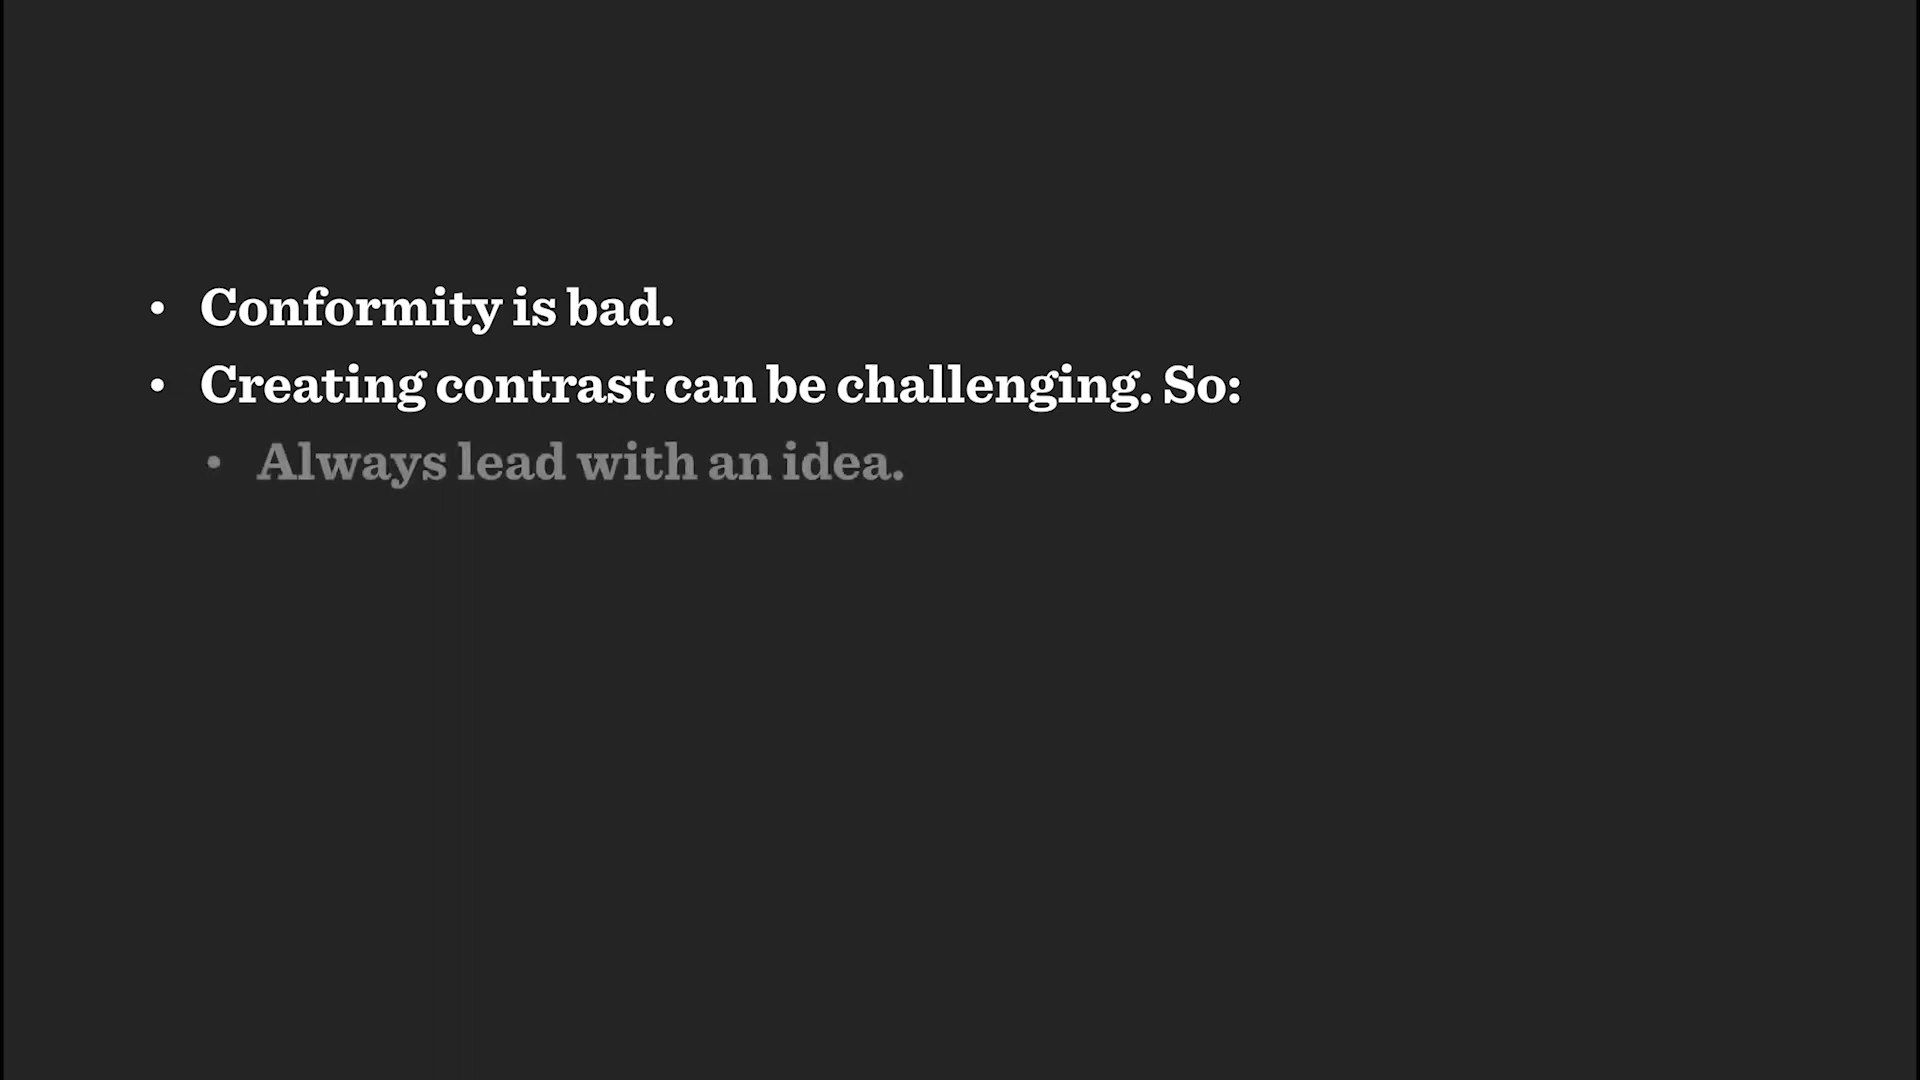 • Conformity is bad.
• Creating contrast can be challenging. So:
• Always lead with an idea.